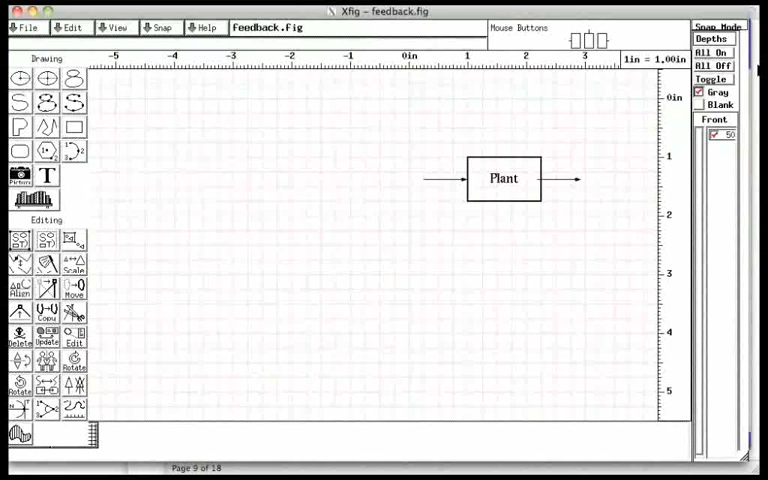 Xfig - feedback.fig
File Edit View Snap Help feedback.fig
Mouse Buttons
Snap Mode
Drawing
-5 -4 -3 -2 -1 0in 1 2 3
1in = 1.00in
Depths
All On
All Off
Toggle
Gray
Blank
Front
50
0in
1
2
3
4
5
Plant
Picture
T
Editing
Scale
Align
Move
Copy
Delete
Update
Edit
Rotate
Rotate
Page 9 of 18